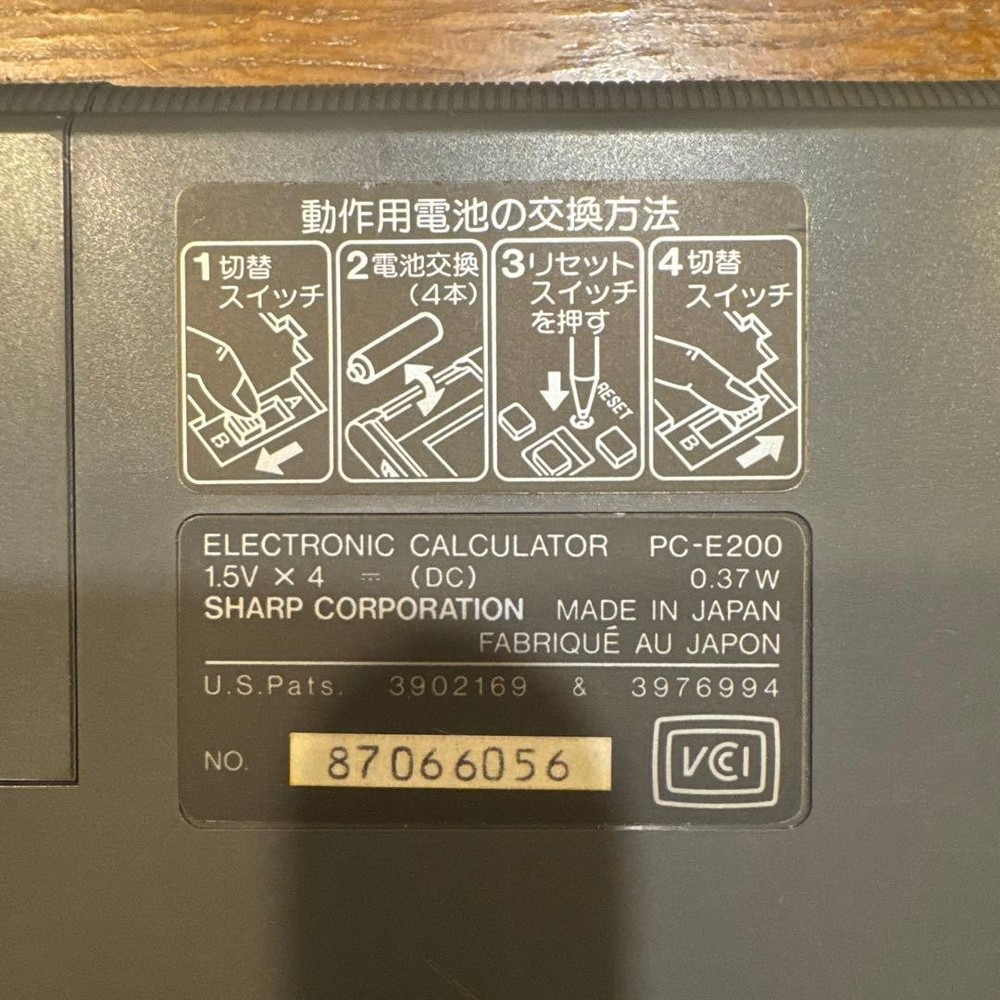 動作用電池の交換方法
1 切替
スイッチ
A
B
2 電池交換
(4本)
3 リセット
スイッチ
を押す
RESET
4 切替
スイッチ
B
ELECTRONIC CALCULATOR PC-E200
1.5V × 4 ⎓ (DC) 0.37W
SHARP CORPORATION MADE IN JAPAN
FABRIQUÉ AU JAPON
U.S.Pats. 3902169 & 3976994
NO. 87066056
VCCI